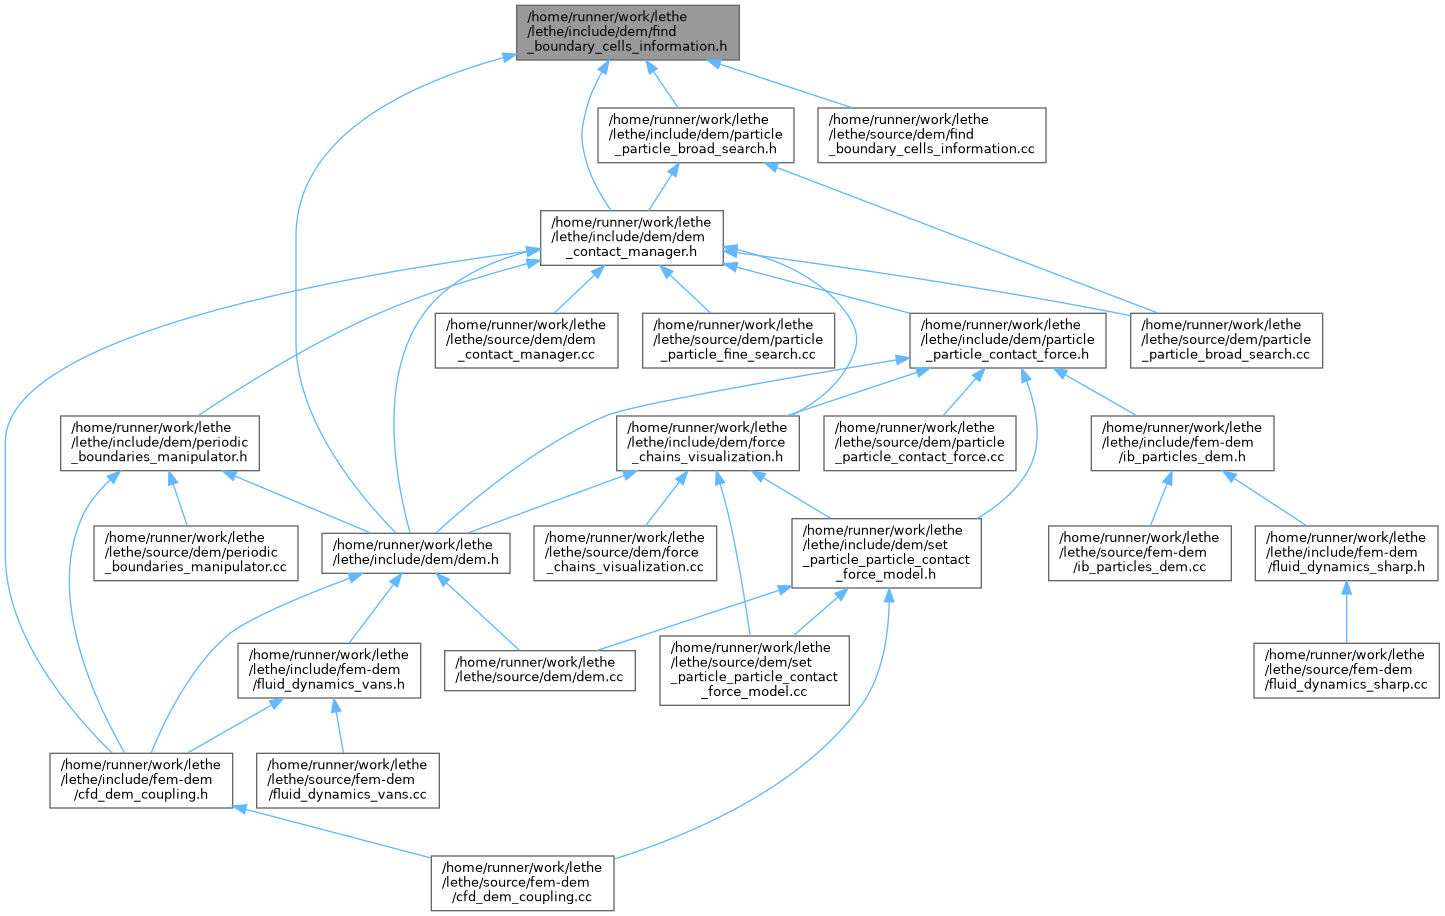 /home/runner/work/lethe
/lethe/include/dem/find
_boundary_cells_information.h
/home/runner/work/lethe
/lethe/include/dem/particle
_particle_broad_search.h
/home/runner/work/lethe
/lethe/source/dem/find
_boundary_cells_information.cc
/home/runner/work/lethe
/lethe/include/dem/dem
_contact_manager.h
/home/runner/work/lethe
/lethe/source/dem/dem
_contact_manager.cc
/home/runner/work/lethe
/lethe/source/dem/particle
_particle_fine_search.cc
/home/runner/work/lethe
/lethe/include/dem/particle
_particle_contact_force.h
/home/runner/work/lethe
/lethe/source/dem/particle
_particle_broad_search.cc
/home/runner/work/lethe
/lethe/include/dem/periodic
_boundaries_manipulator.h
/home/runner/work/lethe
/lethe/include/dem/force
_chains_visualization.h
/home/runner/work/lethe
/lethe/source/dem/particle
_particle_contact_force.cc
/home/runner/work/lethe
/lethe/include/fem-dem
/ib_particles_dem.h
/home/runner/work/lethe
/lethe/source/dem/periodic
_boundaries_manipulator.cc
/home/runner/work/lethe
/lethe/include/dem/dem.h
/home/runner/work/lethe
/lethe/source/dem/force
_chains_visualization.cc
/home/runner/work/lethe
/lethe/include/dem/set
_particle_particle_contact
_force_model.h
/home/runner/work/lethe
/lethe/source/fem-dem
/ib_particles_dem.cc
/home/runner/work/lethe
/lethe/include/fem-dem
/fluid_dynamics_sharp.h
/home/runner/work/lethe
/lethe/include/fem-dem
/fluid_dynamics_vans.h
/home/runner/work/lethe
/lethe/source/dem/dem.cc
/home/runner/work/lethe
/lethe/source/dem/set
_particle_particle_contact
_force_model.cc
/home/runner/work/lethe
/lethe/source/fem-dem
/fluid_dynamics_sharp.cc
/home/runner/work/lethe
/lethe/include/fem-dem
/cfd_dem_coupling.h
/home/runner/work/lethe
/lethe/source/fem-dem
/fluid_dynamics_vans.cc
/home/runner/work/lethe
/lethe/source/fem-dem
/cfd_dem_coupling.cc